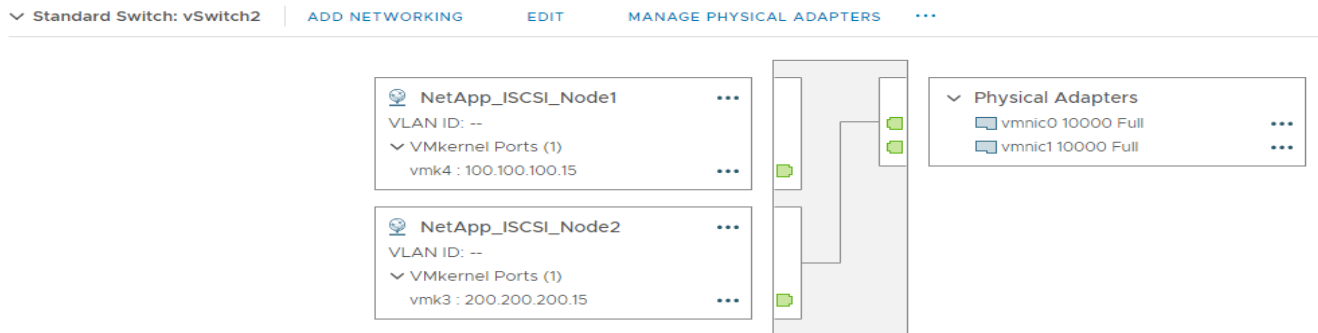 Standard Switch: vSwitch2 ADD NETWORKING EDIT MANAGE PHYSICAL ADAPTERS ...
NetApp_ISCSI_Node1 ...
VLAN ID: --
VMkernel Ports (1)
vmk4 : 100.100.100.15 ...
NetApp_ISCSI_Node2 ...
VLAN ID: --
VMkernel Ports (1)
vmk3 : 200.200.200.15 ...
Physical Adapters
vmnic0 10000 Full ...
vmnic1 10000 Full ...